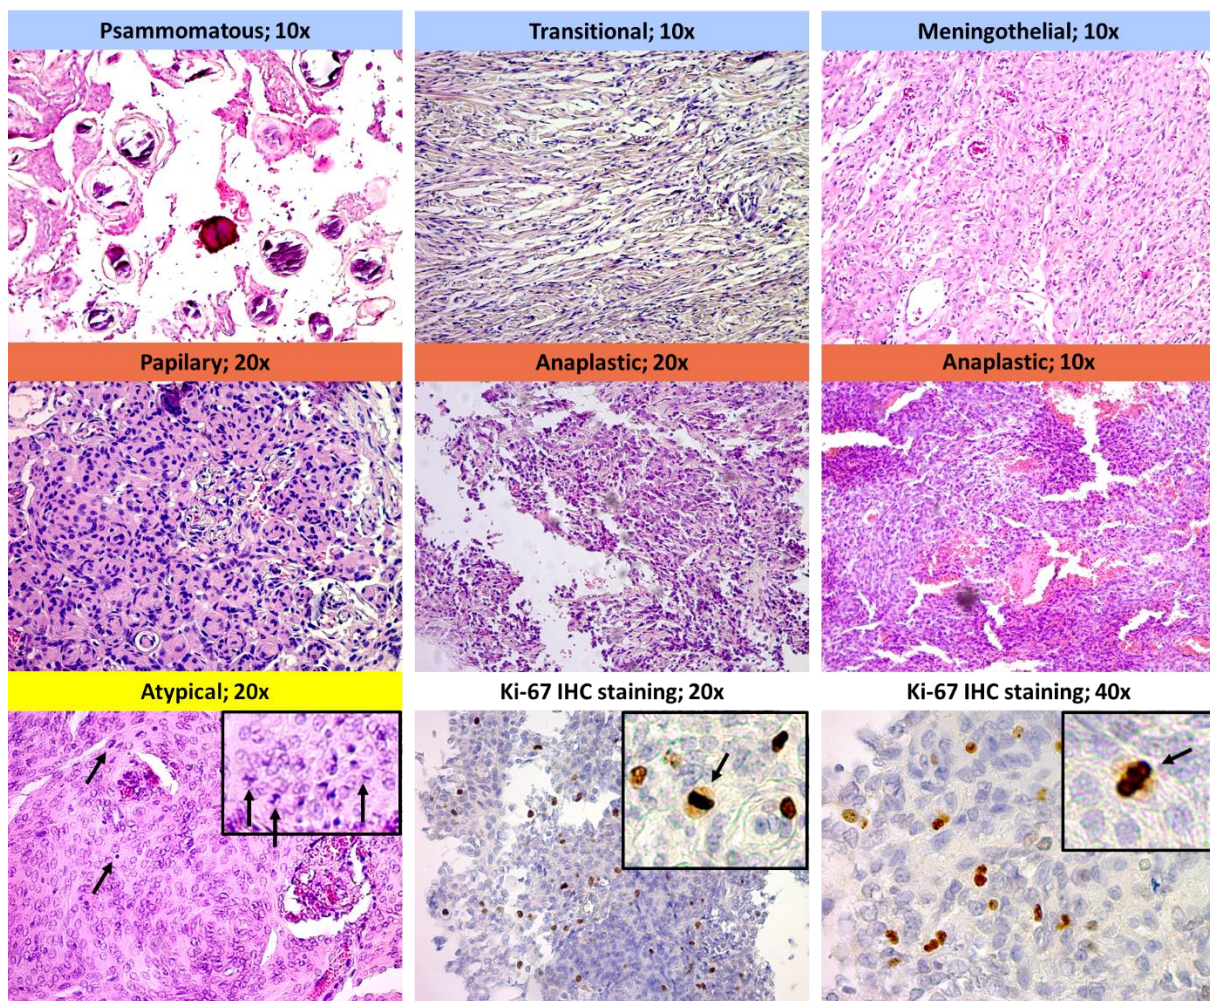 Psammomatous; 10x
Transitional; 10x
Meningothelial; 10x
Papilary; 20x
Anaplastic; 20x
Anaplastic; 10x
Atypical; 20x
Ki-67 IHC staining; 20x
Ki-67 IHC staining; 40x